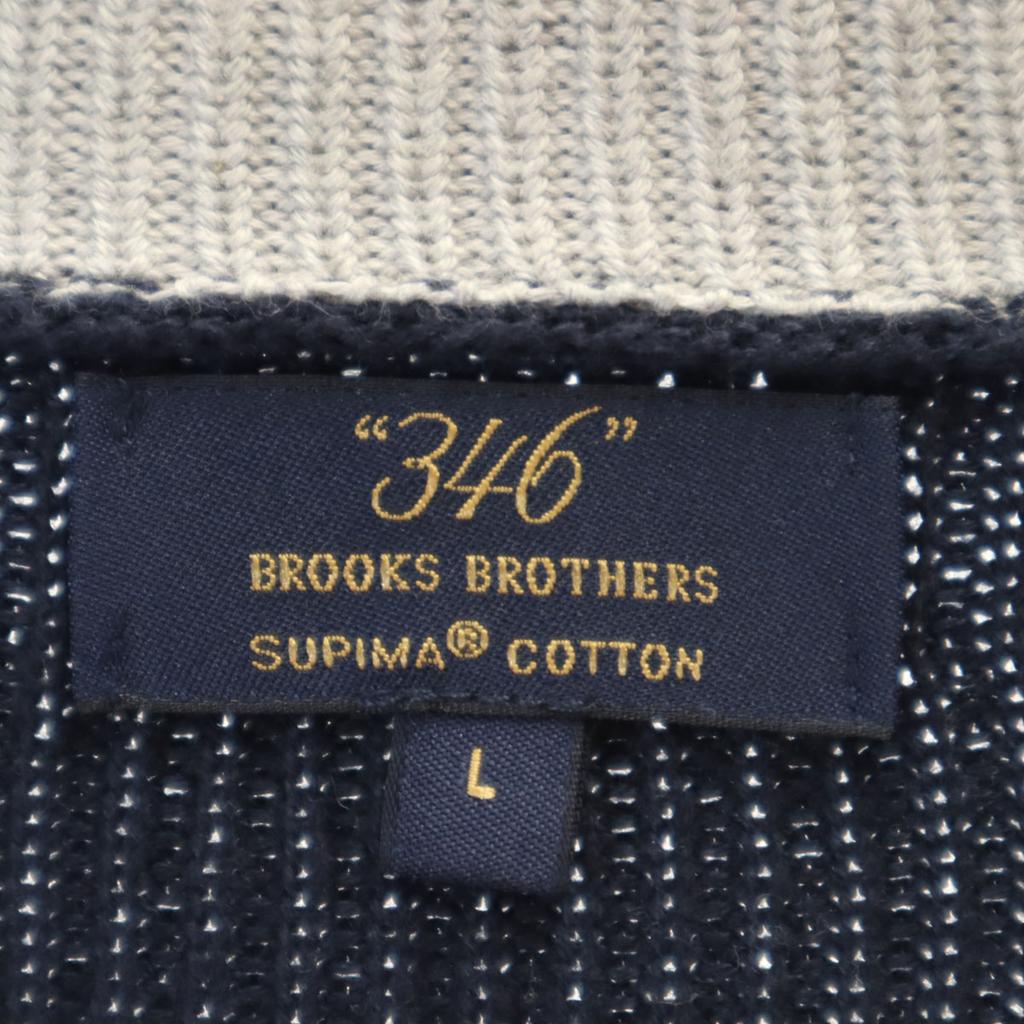 “346”
BROOKS BROTHERS
SUPIMA® COTTON
L